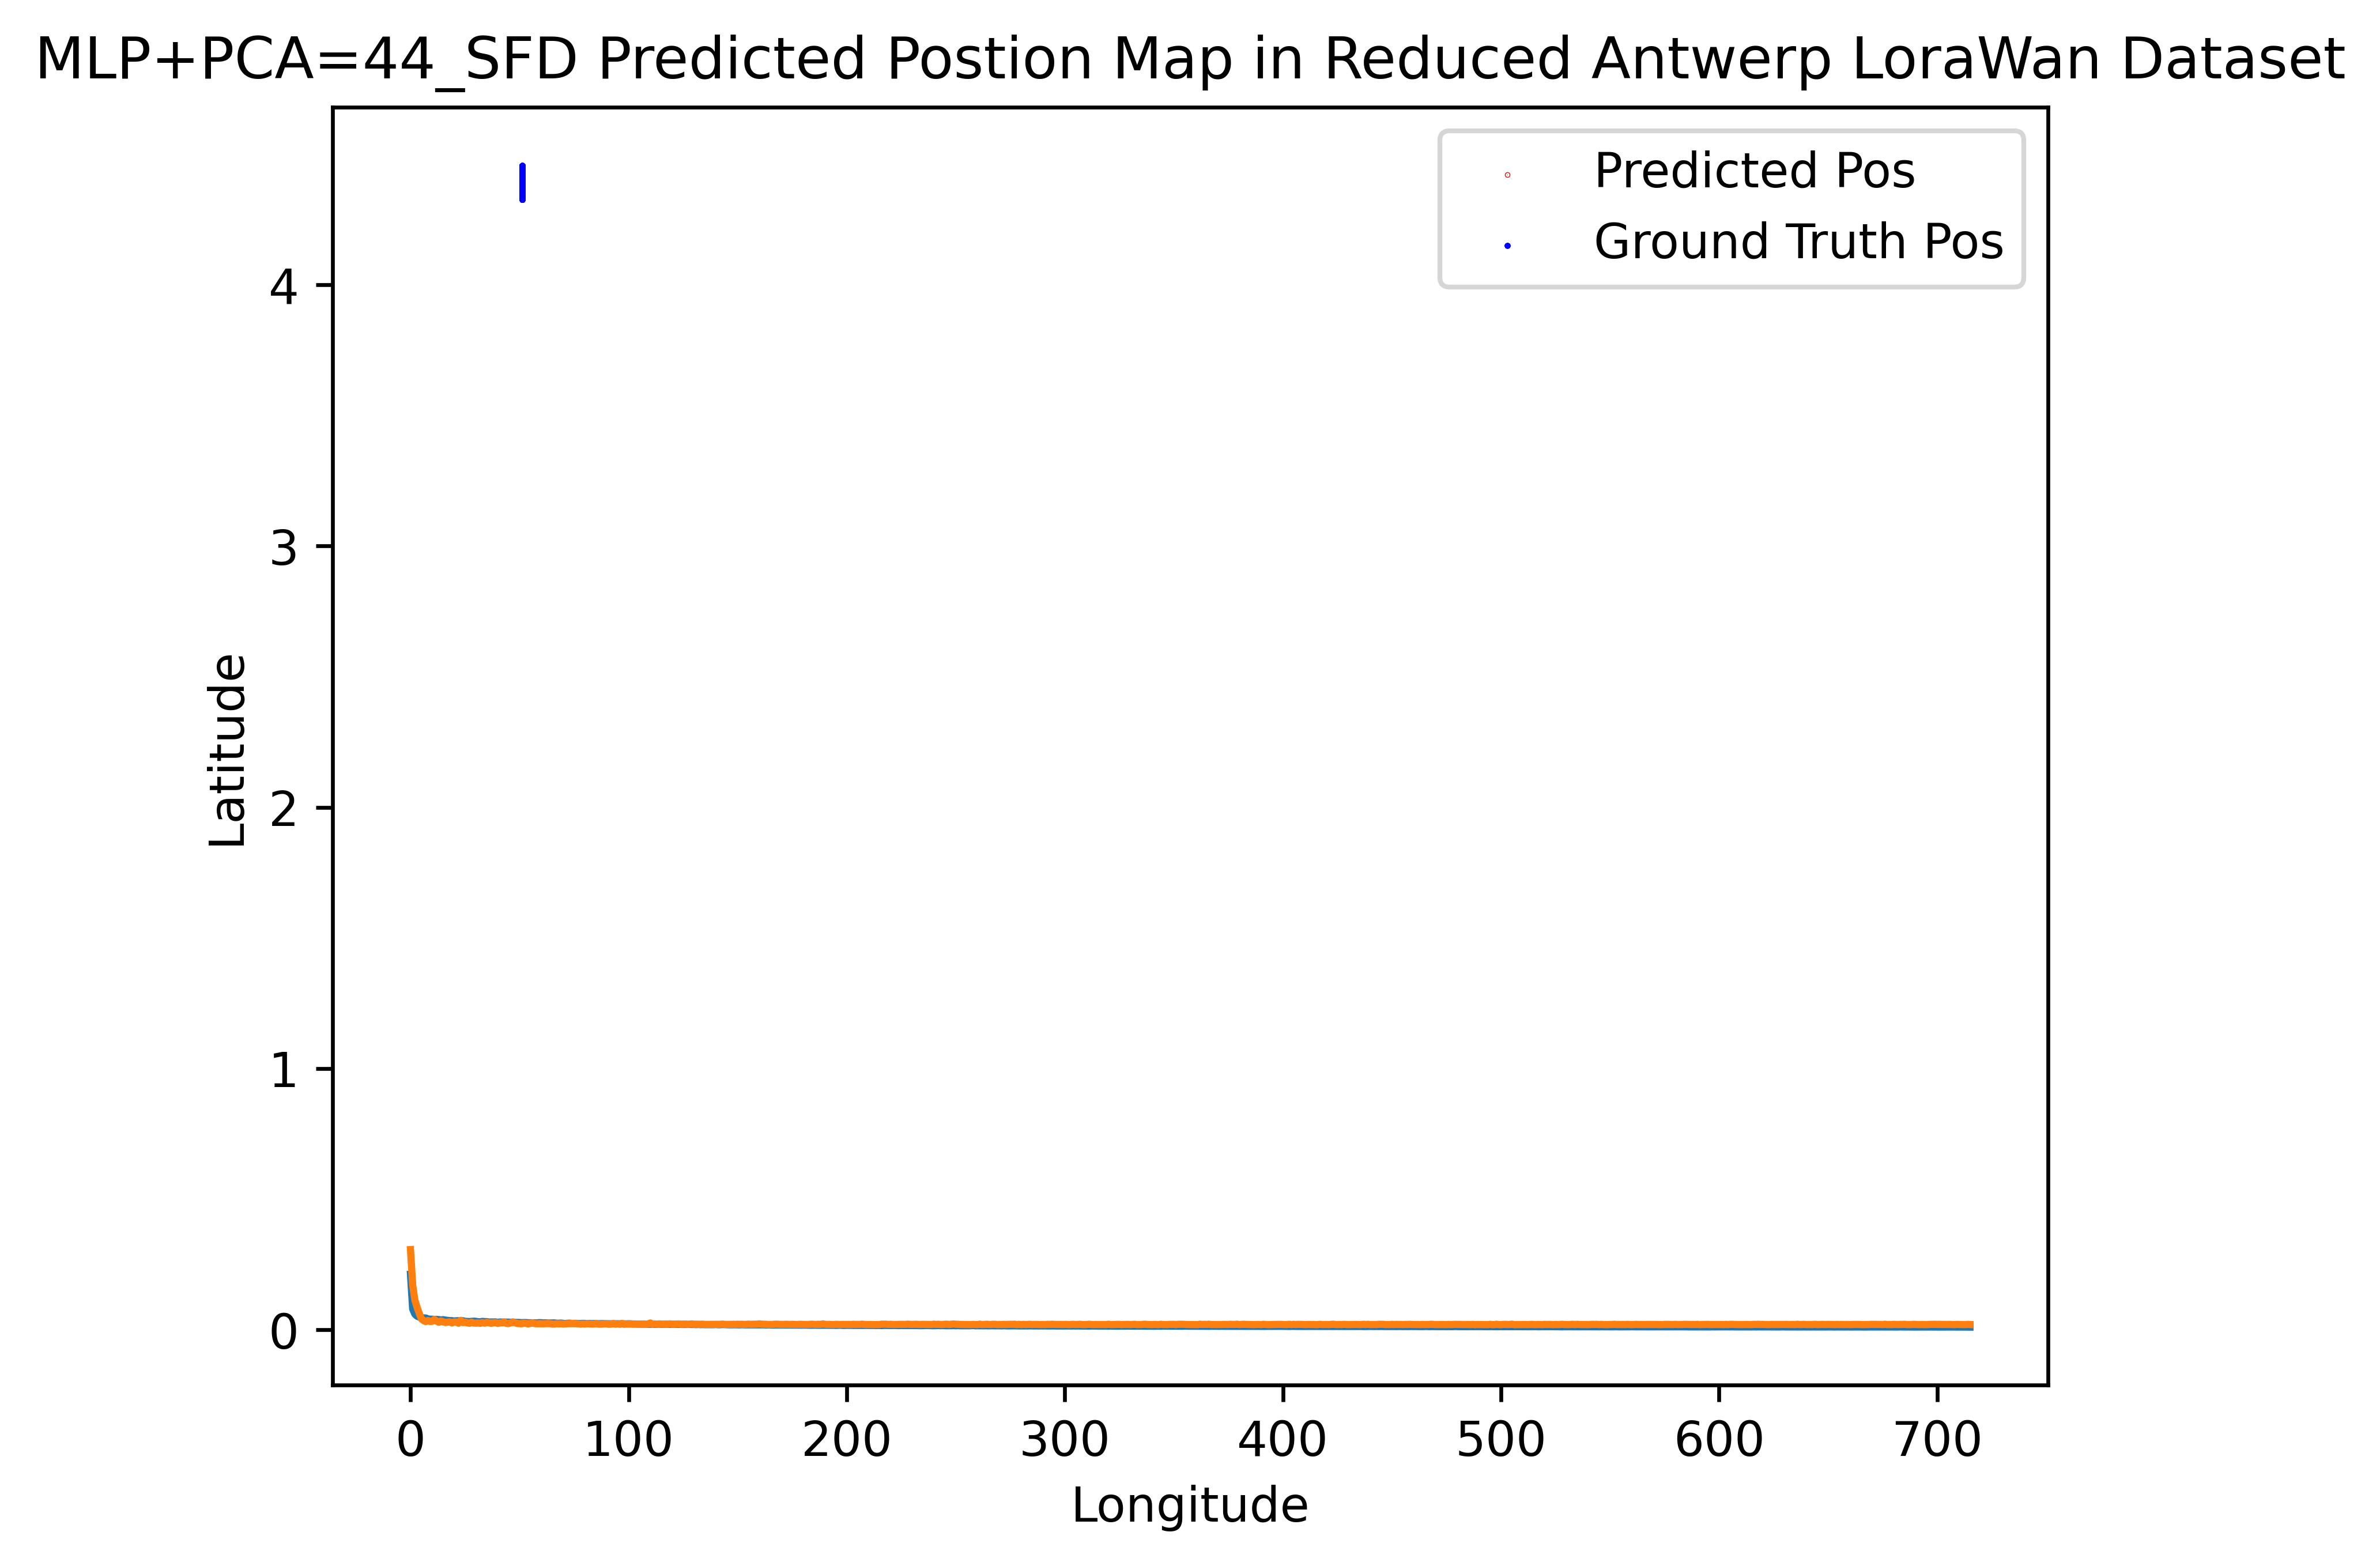 MLP+PCA=44_SFD Predicted Postion Map in Reduced Antwerp LoraWan Dataset
Predicted Pos
Ground Truth Pos
4
3
2
1
0
Latitude
0 100 200 300 400 500 600 700
Longitude